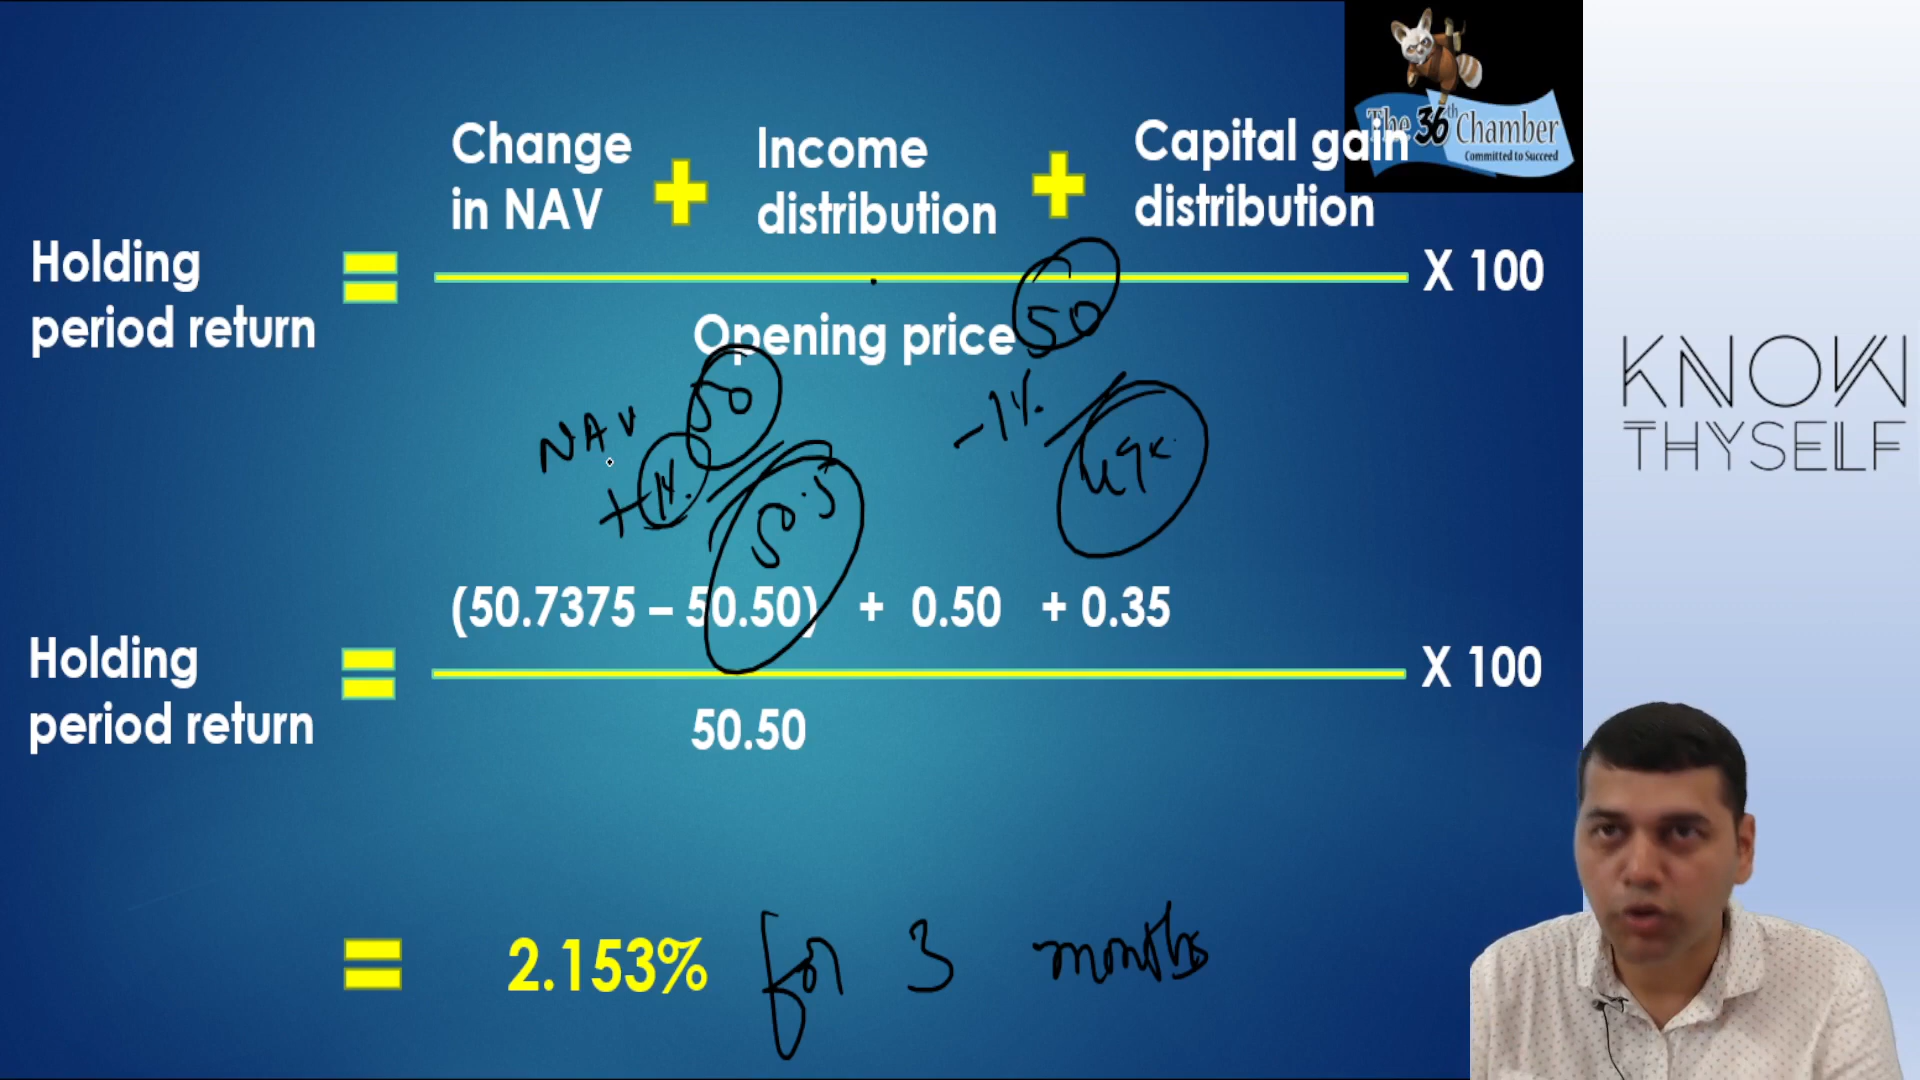 The 36th Chamber
Committed to Succeed
Change in NAV + Income distribution + Capital gain distribution
Holding period return = X 100
Opening price 50
NAV 50
+1%. 50.5
-1%.
(50.7375 – 50.50) + 0.50 + 0.35
Holding period return = X 100
50.50
= 2.153% for 3 months
KNOW
THYSELF